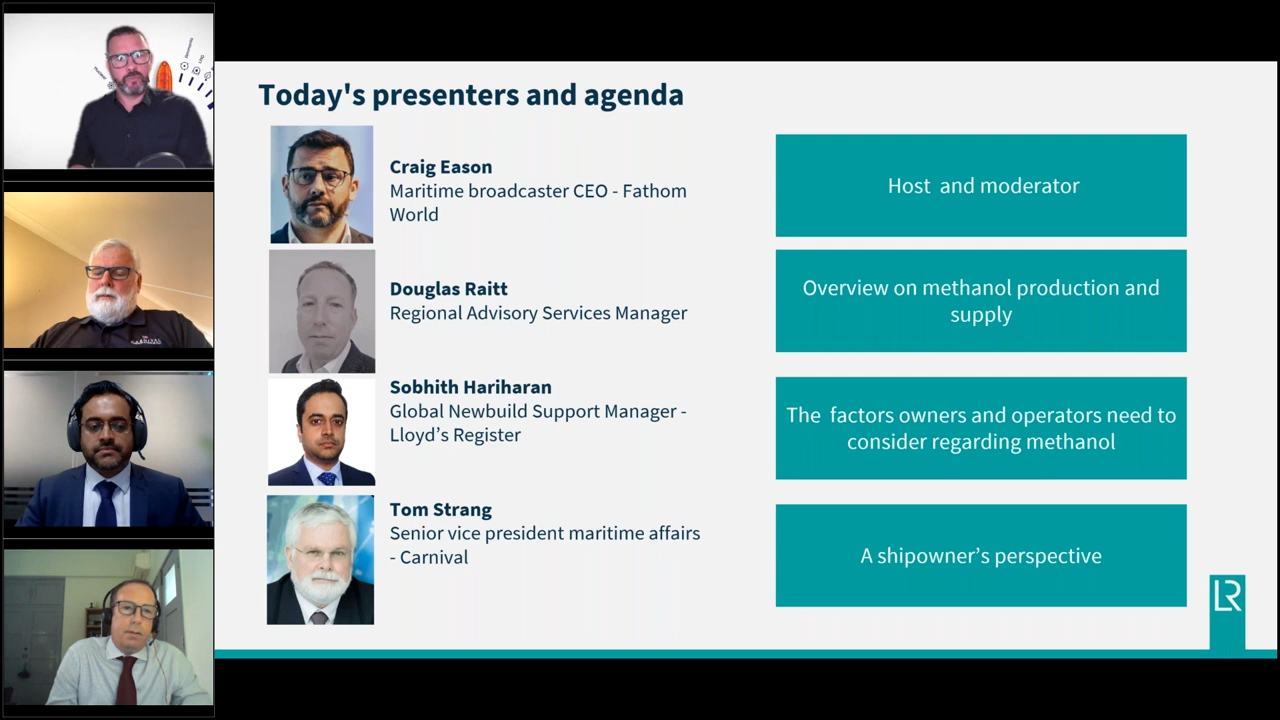 Today's presenters and agenda
Craig Eason
Maritime broadcaster CEO - Fathom
World
Host and moderator
Douglas Raitt
Regional Advisory Services Manager
Overview on methanol production and
supply
Sobhith Hariharan
Global Newbuild Support Manager -
Lloyd's Register
The factors owners and operators need to
consider regarding methanol
Tom Strang
Senior vice president maritime affairs
- Carnival
A shipowner's perspective
LR